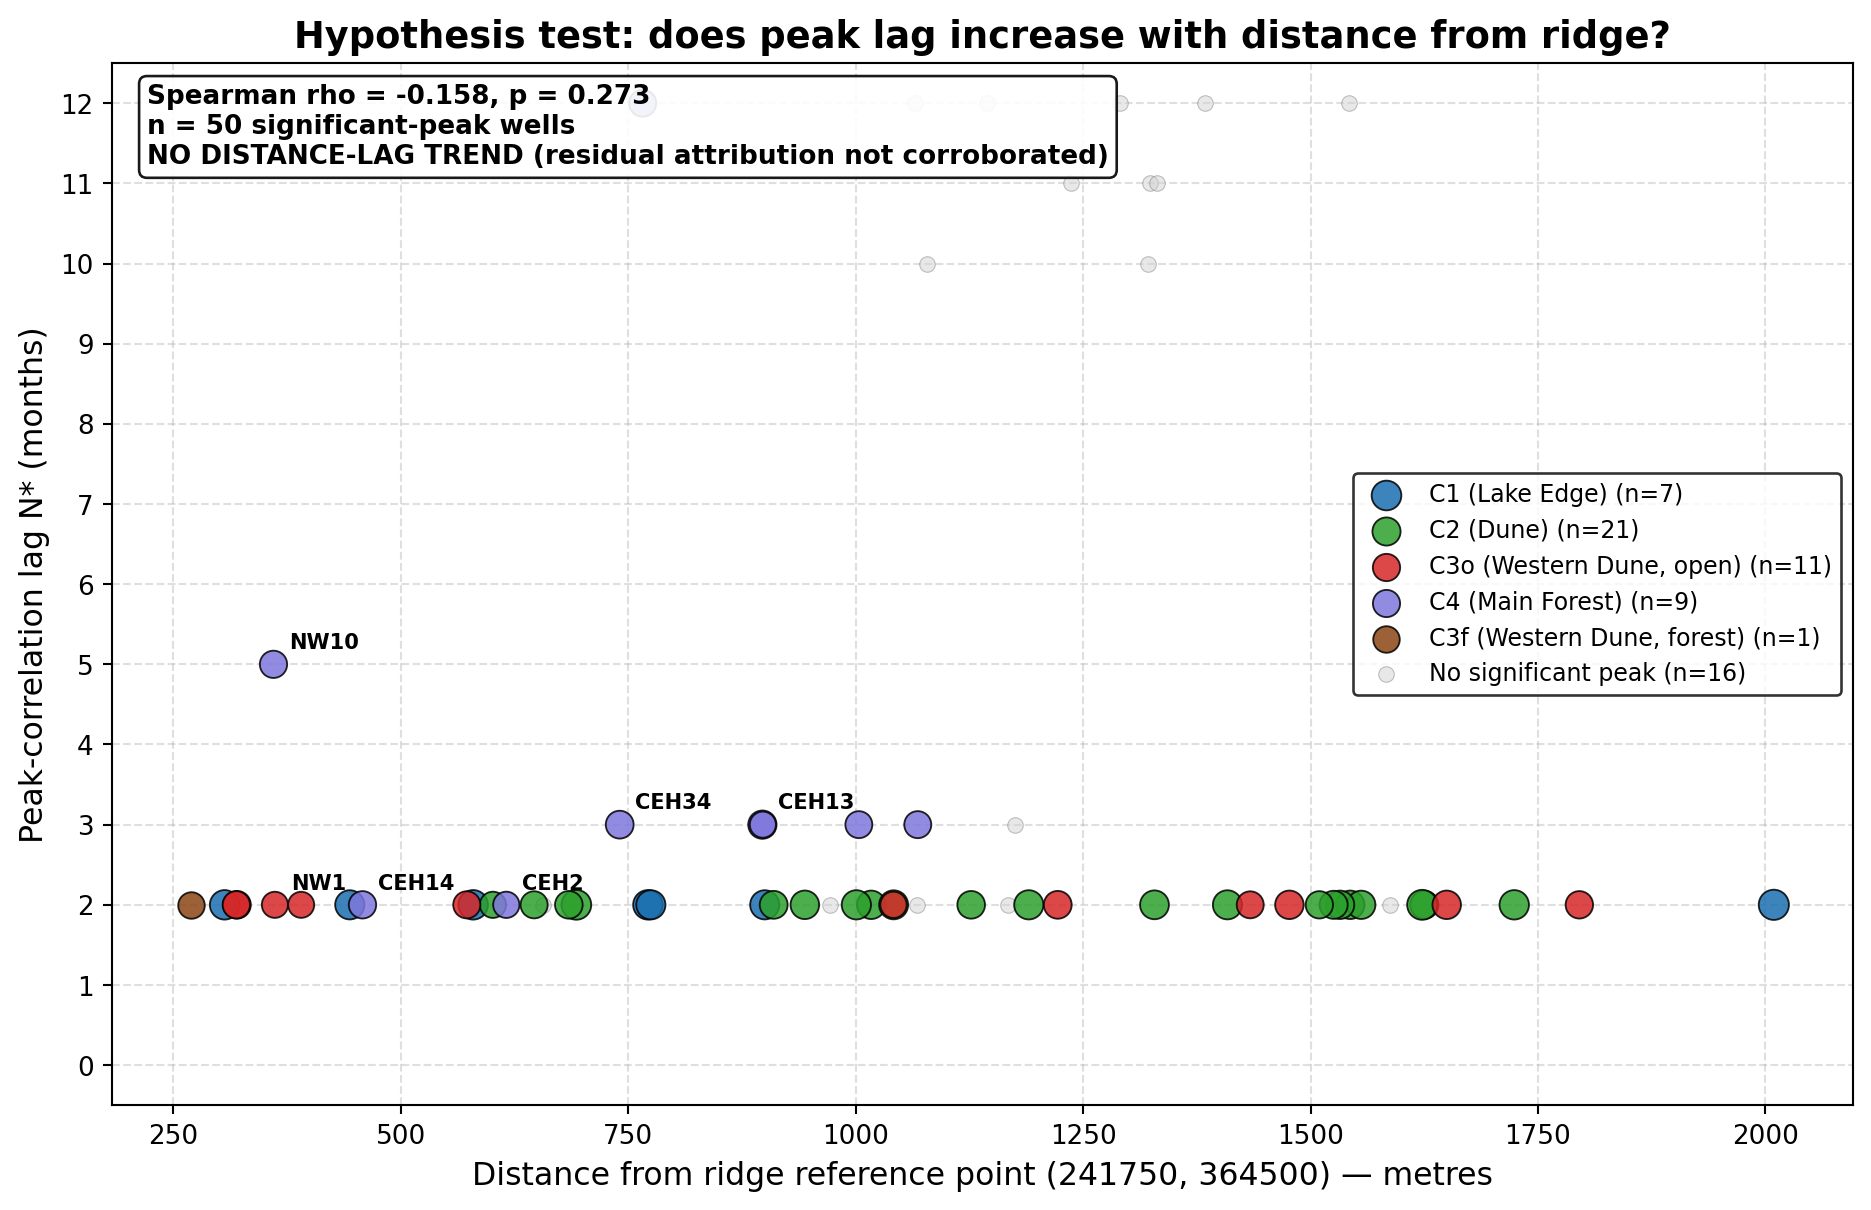 Hypothesis test: does peak lag increase with distance from ridge?
Spearman rho = -0.158, p = 0.273
n = 50 significant-peak wells
NO DISTANCE-LAG TREND (residual attribution not corroborated)
Peak-correlation lag N* (months)
12
11
10
9
8
7
6
5
4
3
2
1
0
NW10
CEH34
CEH13
NW1
CEH14
CEH2
C1 (Lake Edge) (n=7)
C2 (Dune) (n=21)
C3o (Western Dune, open) (n=11)
C4 (Main Forest) (n=9)
C3f (Western Dune, forest) (n=1)
No significant peak (n=16)
250 500 750 1000 1250 1500 1750 2000
Distance from ridge reference point (241750, 364500) — metres